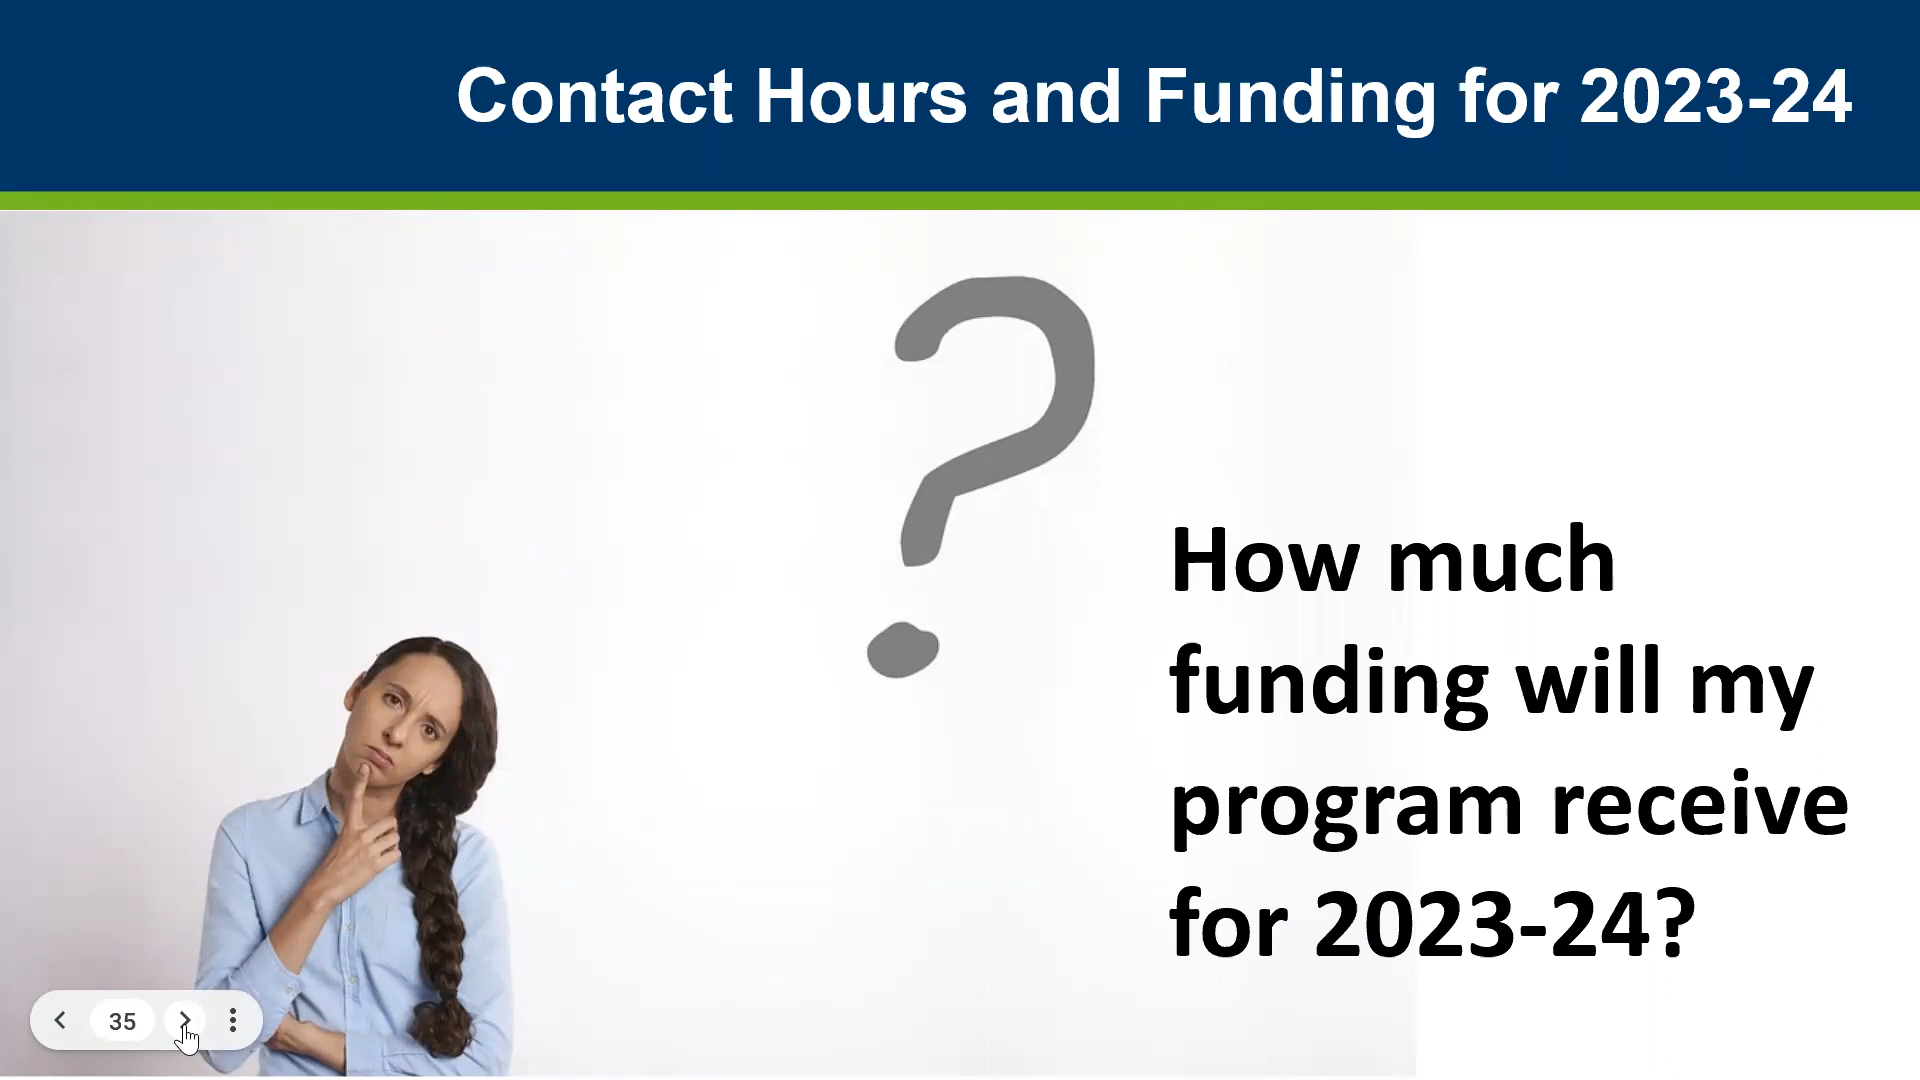 Contact Hours and Funding for 2023-24
?
How much
funding will my
program receive
for 2023-24?
35